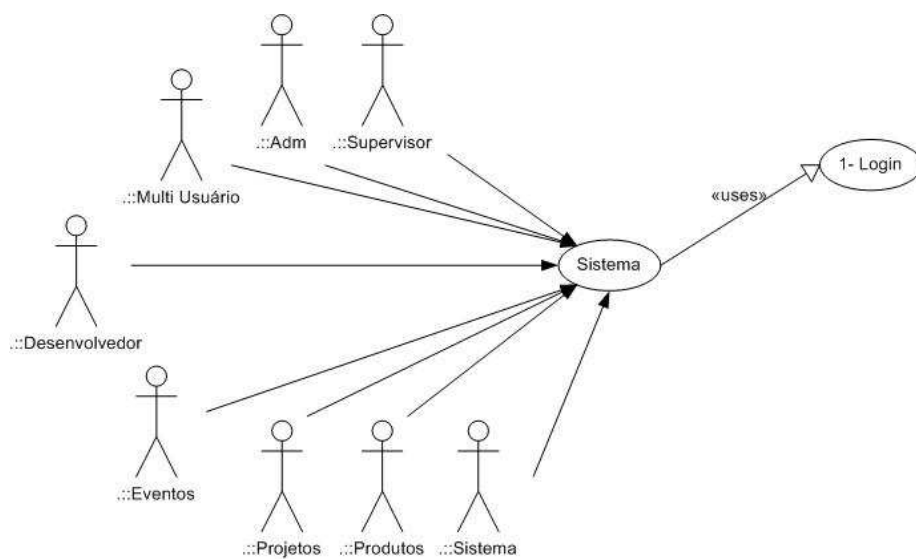 .::Adm
.::Supervisor
.::Multi Usuário
«uses»
1- Login
Sistema
.::Desenvolvedor
.::Eventos
.::Projetos
.::Produtos
.::Sistema